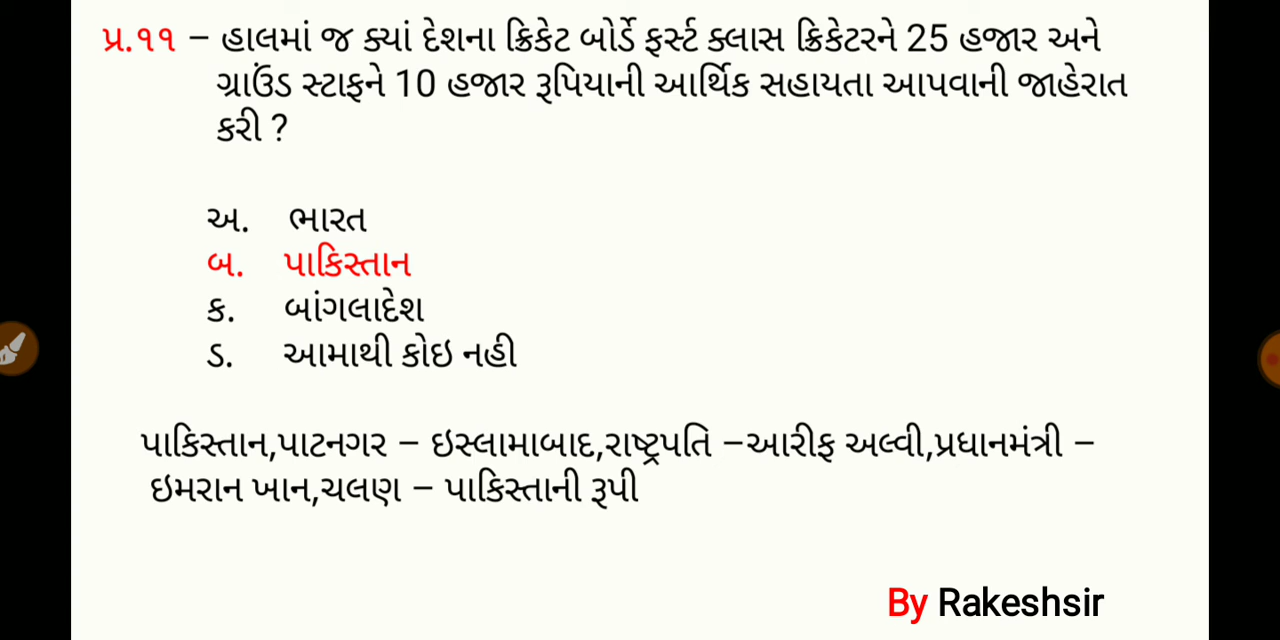 પ્ર.૧૧ – હાલમાં જ ક્યાં દેશના ક્રિકેટ બોર્ડે ફર્સ્ટ ક્લાસ ક્રિકેટરને 25 હજાર અને
ગ્રાઉંડ સ્ટાફને 10 હજાર રૂપિયાની આર્થિક સહાયતા આપવાની જાહેરાત
કરી ?
અ. ભારત
બ. પાકિસ્તાન
ક. બાંગલાદેશ
ડ. આમાથી કોઇ નહી
પાકિસ્તાન,પાટનગર – ઇસ્લામાબાદ,રાષ્ટ્રપતિ –આરીફ અલ્વી,પ્રધાનમંત્રી –
ઇમરાન ખાન,ચલણ – પાકિસ્તાની રૂપી
By Rakeshsir